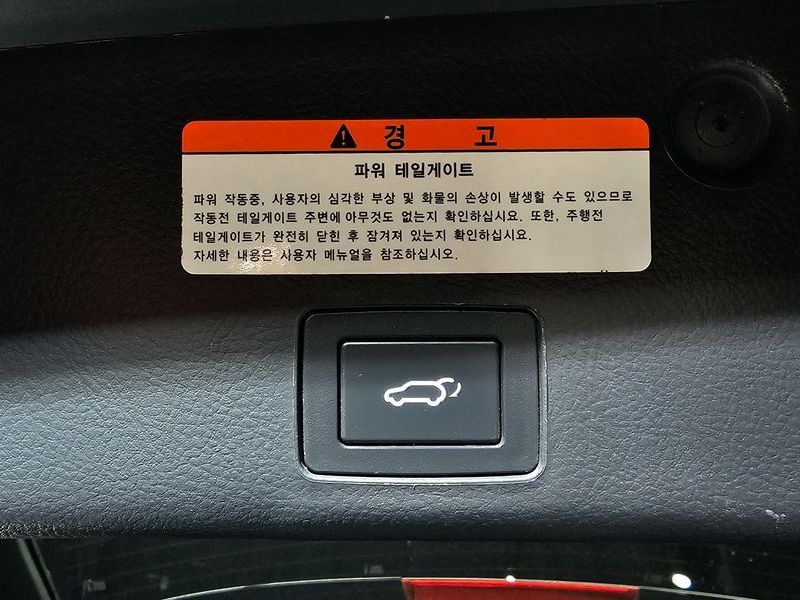 경 고
파워 테일게이트
파워 작동중, 사용자의 심각한 부상 및 화물의 손상이 발생할 수도 있으므로
작동전 테일게이트 주변에 아무것도 없는지 확인하십시요. 또한, 주행전
테일게이트가 완전히 닫힌 후 잠겨져 있는지 확인하십시요.
자세한 내용은 사용자 메뉴얼을 참조하십시요.